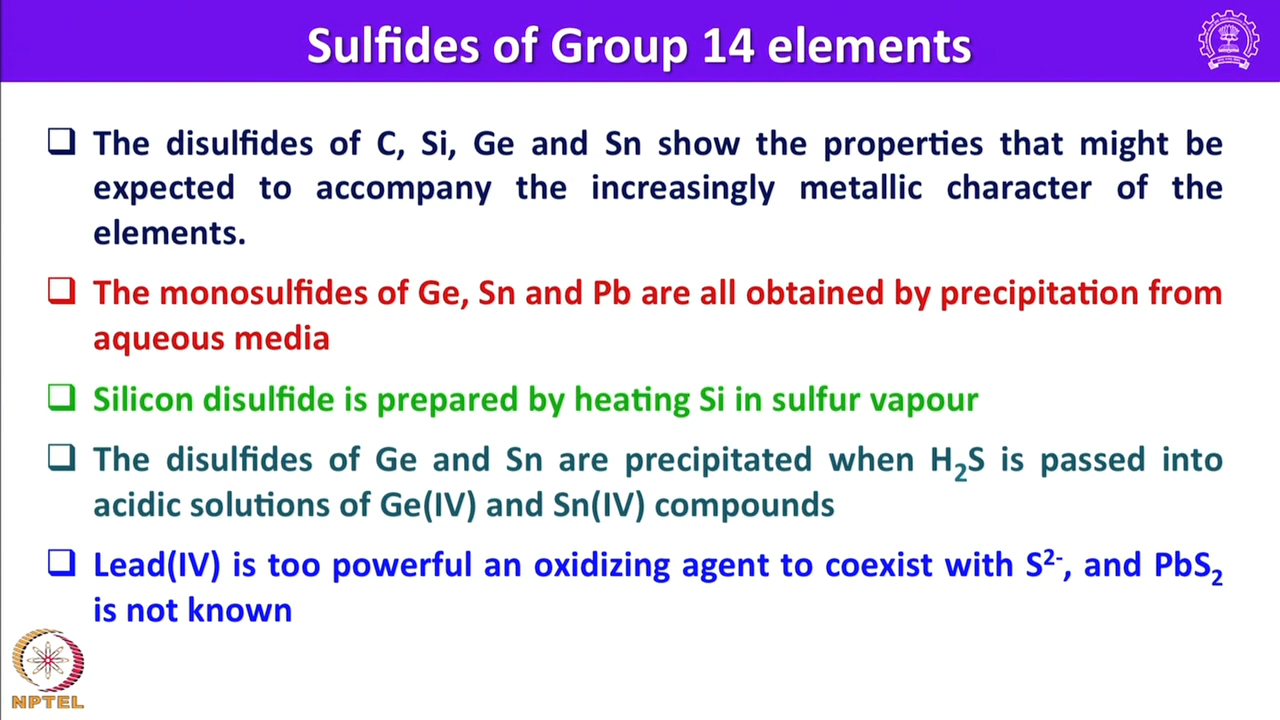 Sulfides of Group 14 elements
The disulfides of C, Si, Ge and Sn show the properties that might be
expected to accompany the increasingly metallic character of the
elements.
The monosulfides of Ge, Sn and Pb are all obtained by precipitation from
aqueous media
Silicon disulfide is prepared by heating Si in sulfur vapour
The disulfides of Ge and Sn are precipitated when H₂S is passed into
acidic solutions of Ge(IV) and Sn(IV) compounds
Lead(IV) is too powerful an oxidizing agent to coexist with S²⁻, and PbS₂
is not known
NPTEL